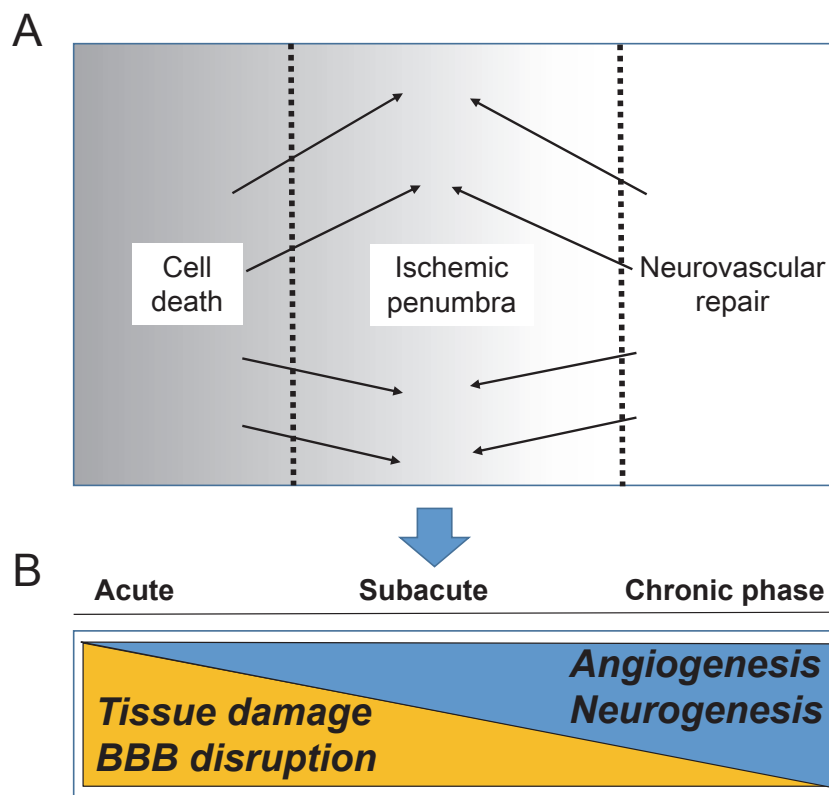 A
Cell
death
Ischemic
penumbra
Neurovascular
repair
B
Acute
Subacute
Chronic phase
Angiogenesis
Neurogenesis
Tissue damage
BBB disruption